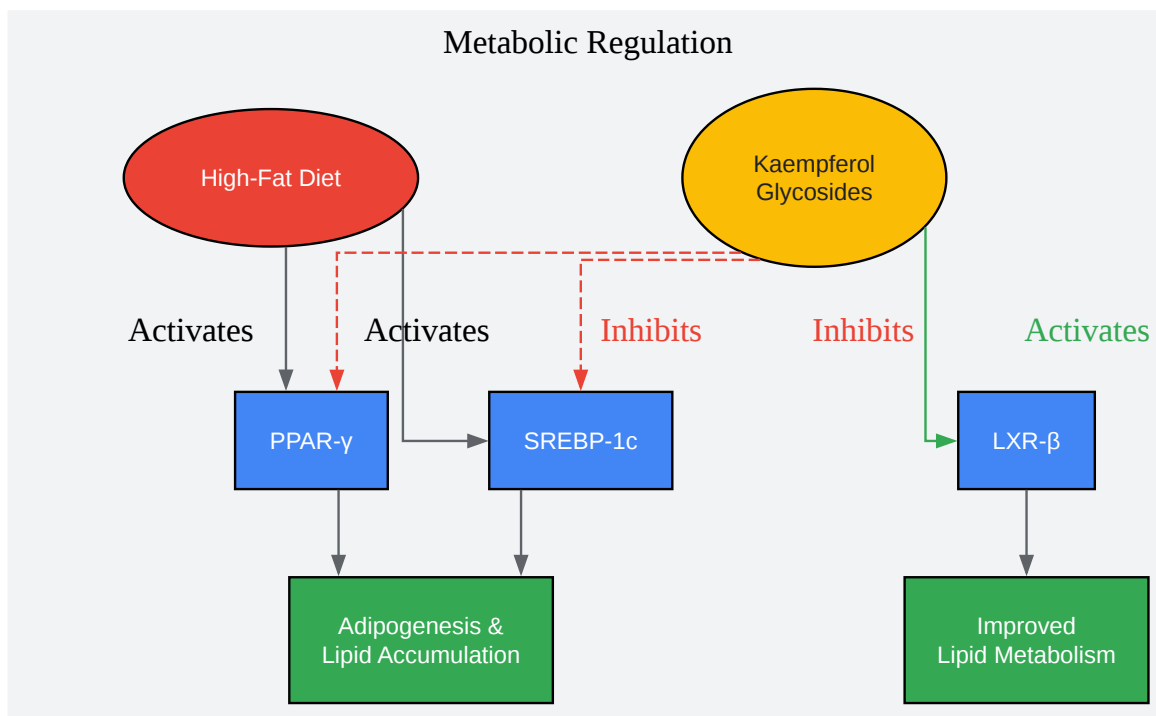 Metabolic Regulation
High-Fat Diet
Kaempferol
Glycosides
Activates
Activates
Inhibits
Inhibits
Activates
PPAR-γ
SREBP-1c
LXR-β
Adipogenesis &
Lipid Accumulation
Improved
Lipid Metabolism